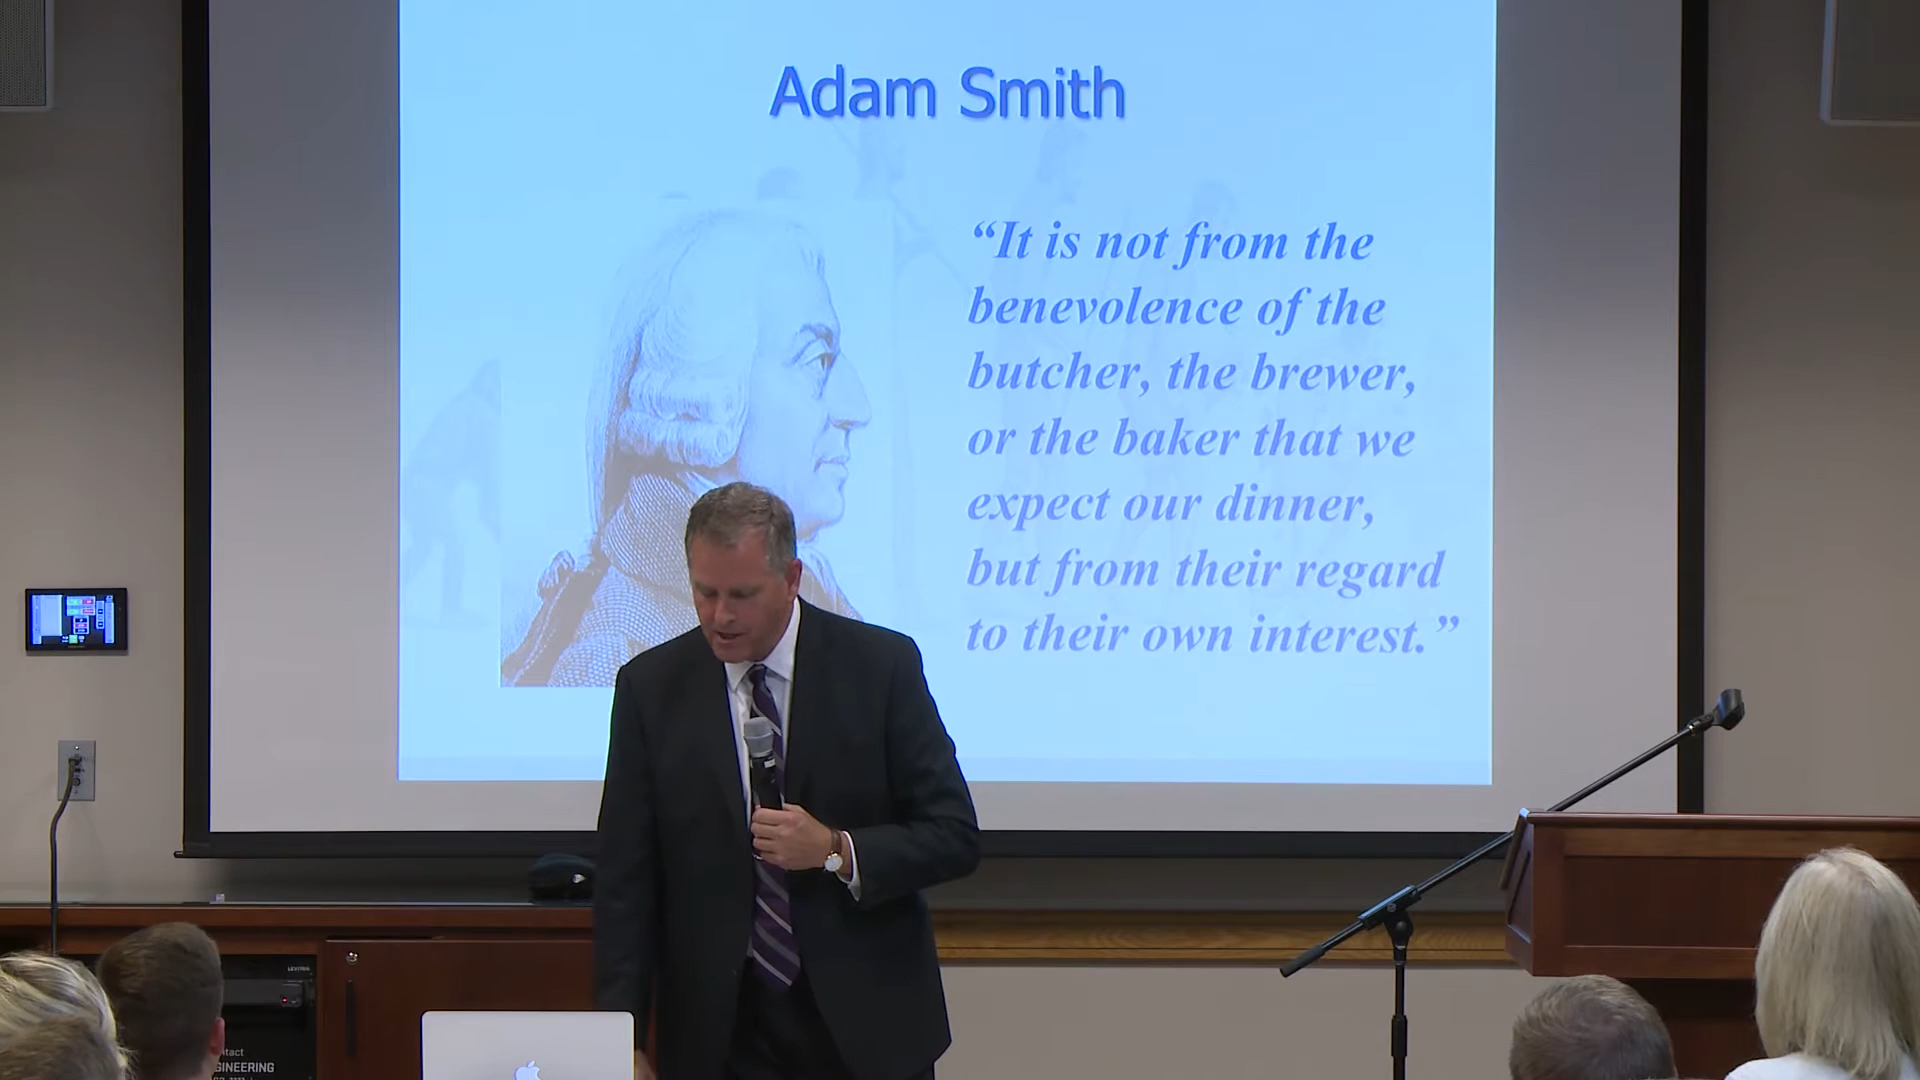 Adam Smith
“It is not from the
benevolence of the
butcher, the brewer,
or the baker that we
expect our dinner,
but from their regard
to their own interest.”
LEVITON